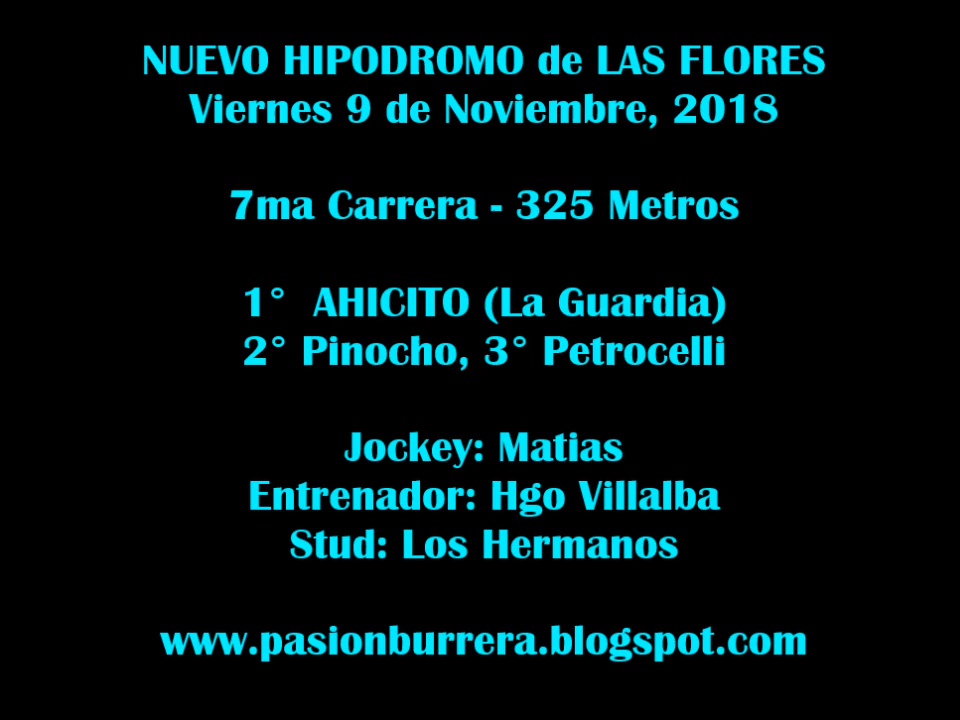 NUEVO HIPODROMO de LAS FLORES
Viernes 9 de Noviembre, 2018
7ma Carrera - 325 Metros
1° AHICITO (La Guardia)
2° Pinocho, 3° Petrocelli
Jockey: Matias
Entrenador: Hgo Villalba
Stud: Los Hermanos
www.pasionburrera.blogspot.com